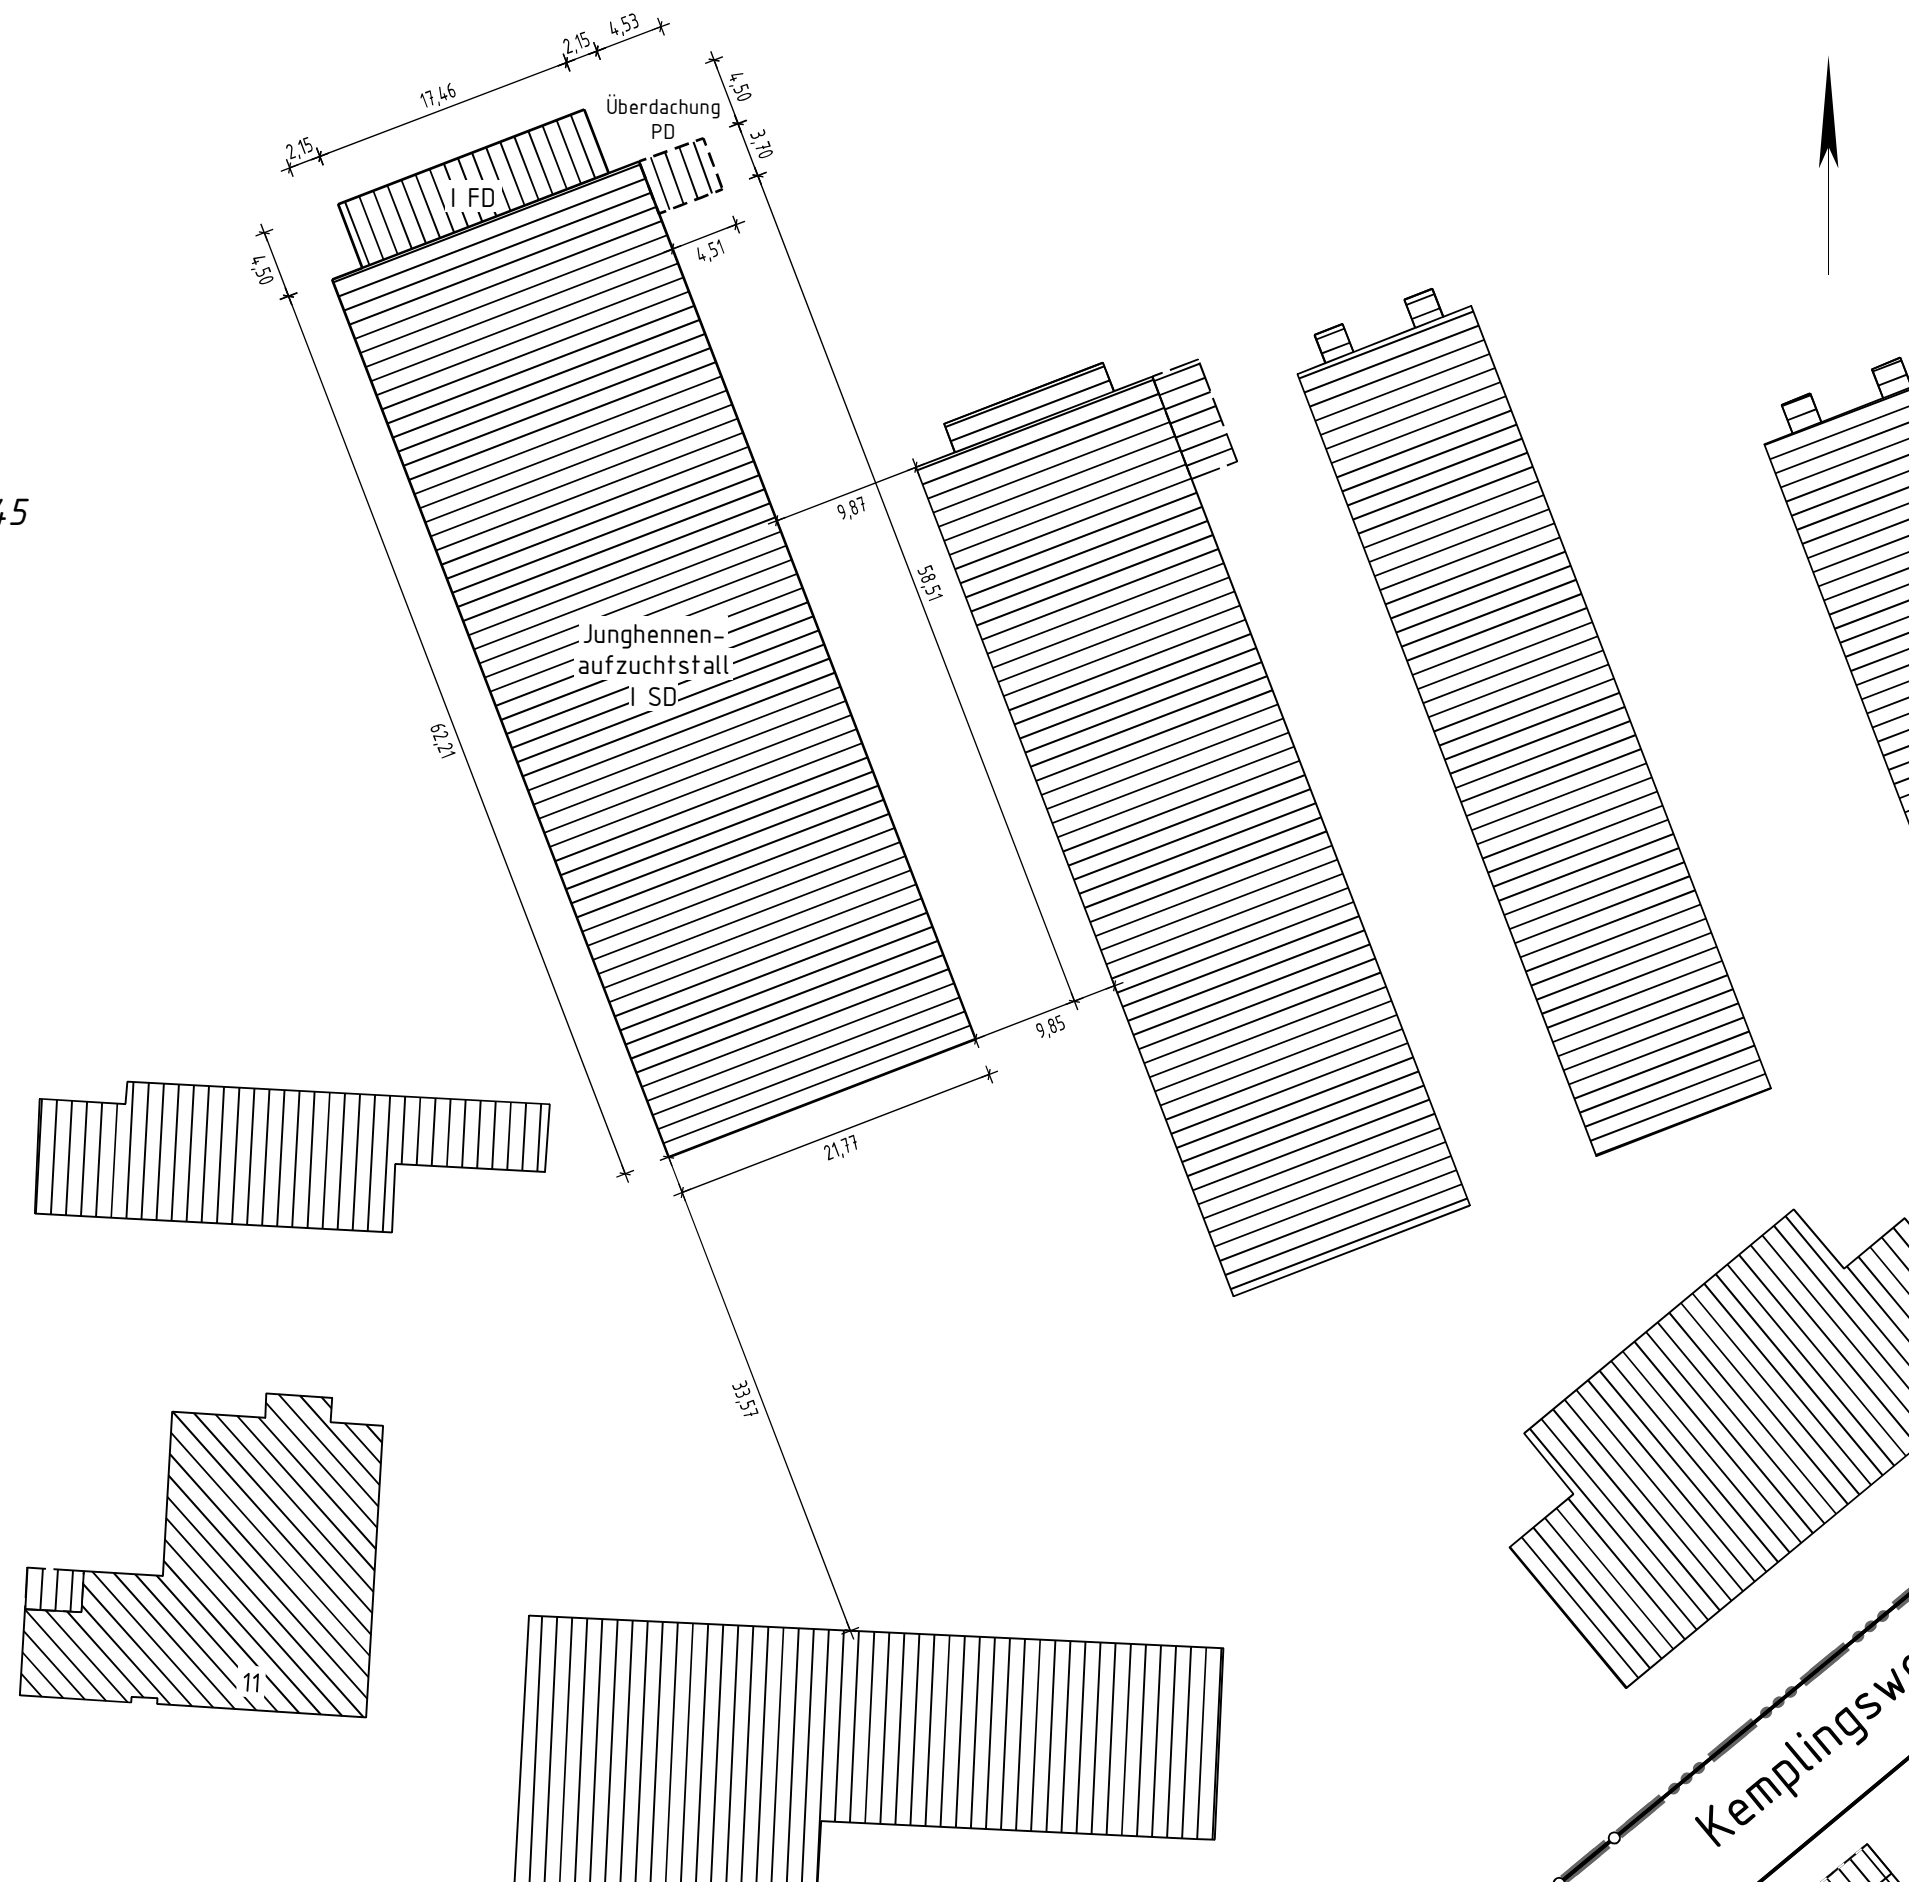 2,15
17,46
2,15
4,53
4,50
3,70
Überdachung
PD
I FD
4,51
4,50
45
9,87
58,51
Junghennen-
aufzuchtstall
I SD
62,21
9,85
21,77
33,57
11